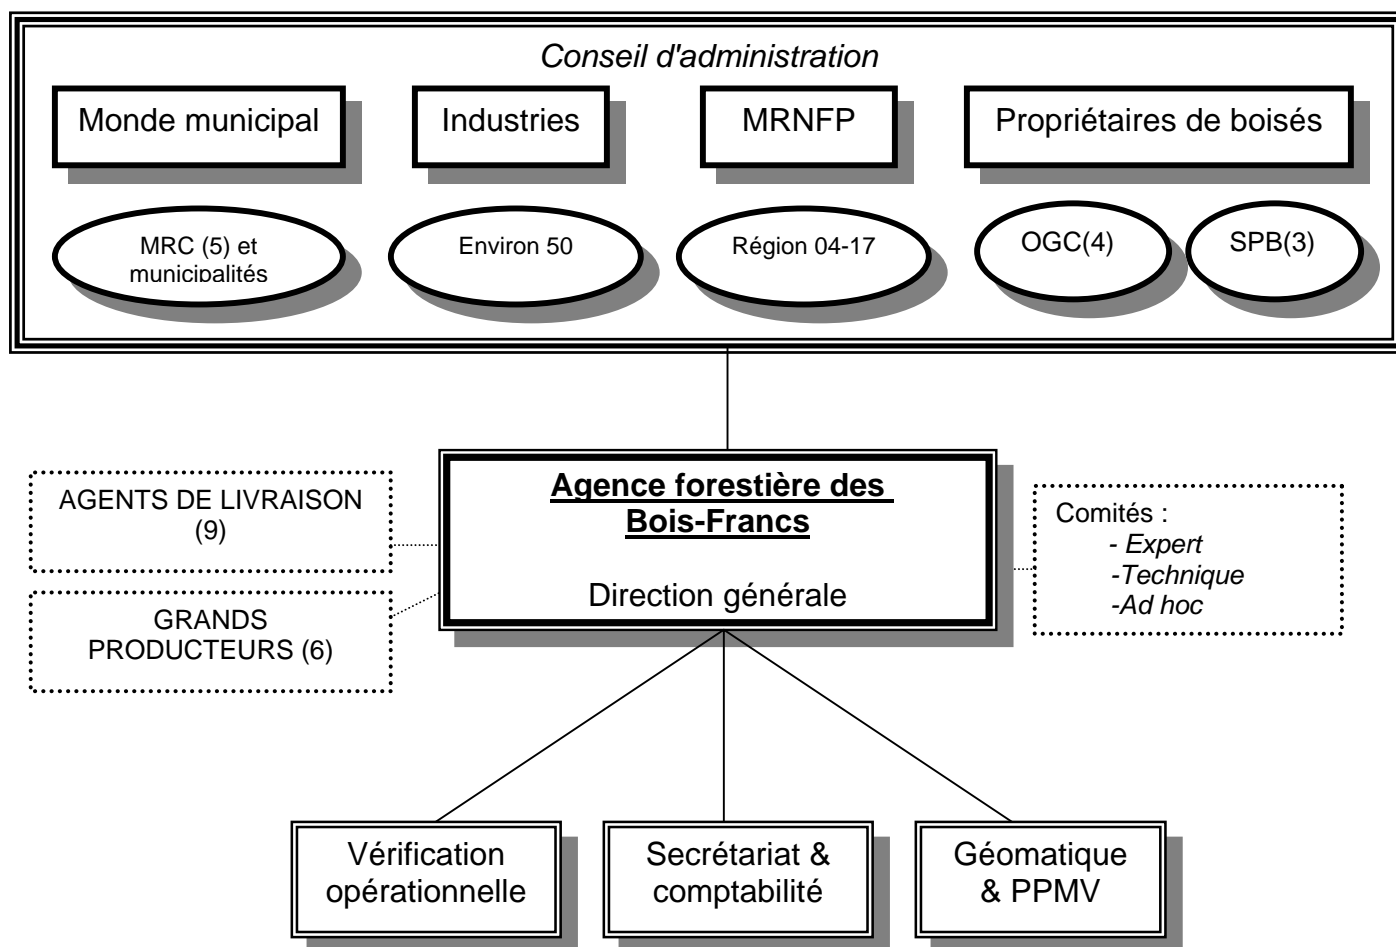 Conseil d'administration
Monde municipal
Industries
MRNFP
Propriétaires de boisés
MRC (5) et
municipalités
Environ 50
Région 04-17
OGC(4)
SPB(3)
Agence forestière des
Bois-Francs
Direction générale
AGENTS DE LIVRAISON
(9)
GRANDS
PRODUCTEURS (6)
Comités :
- Expert
-Technique
-Ad hoc
Vérification
opérationnelle
Secrétariat &
comptabilité
Géomatique
& PPMV